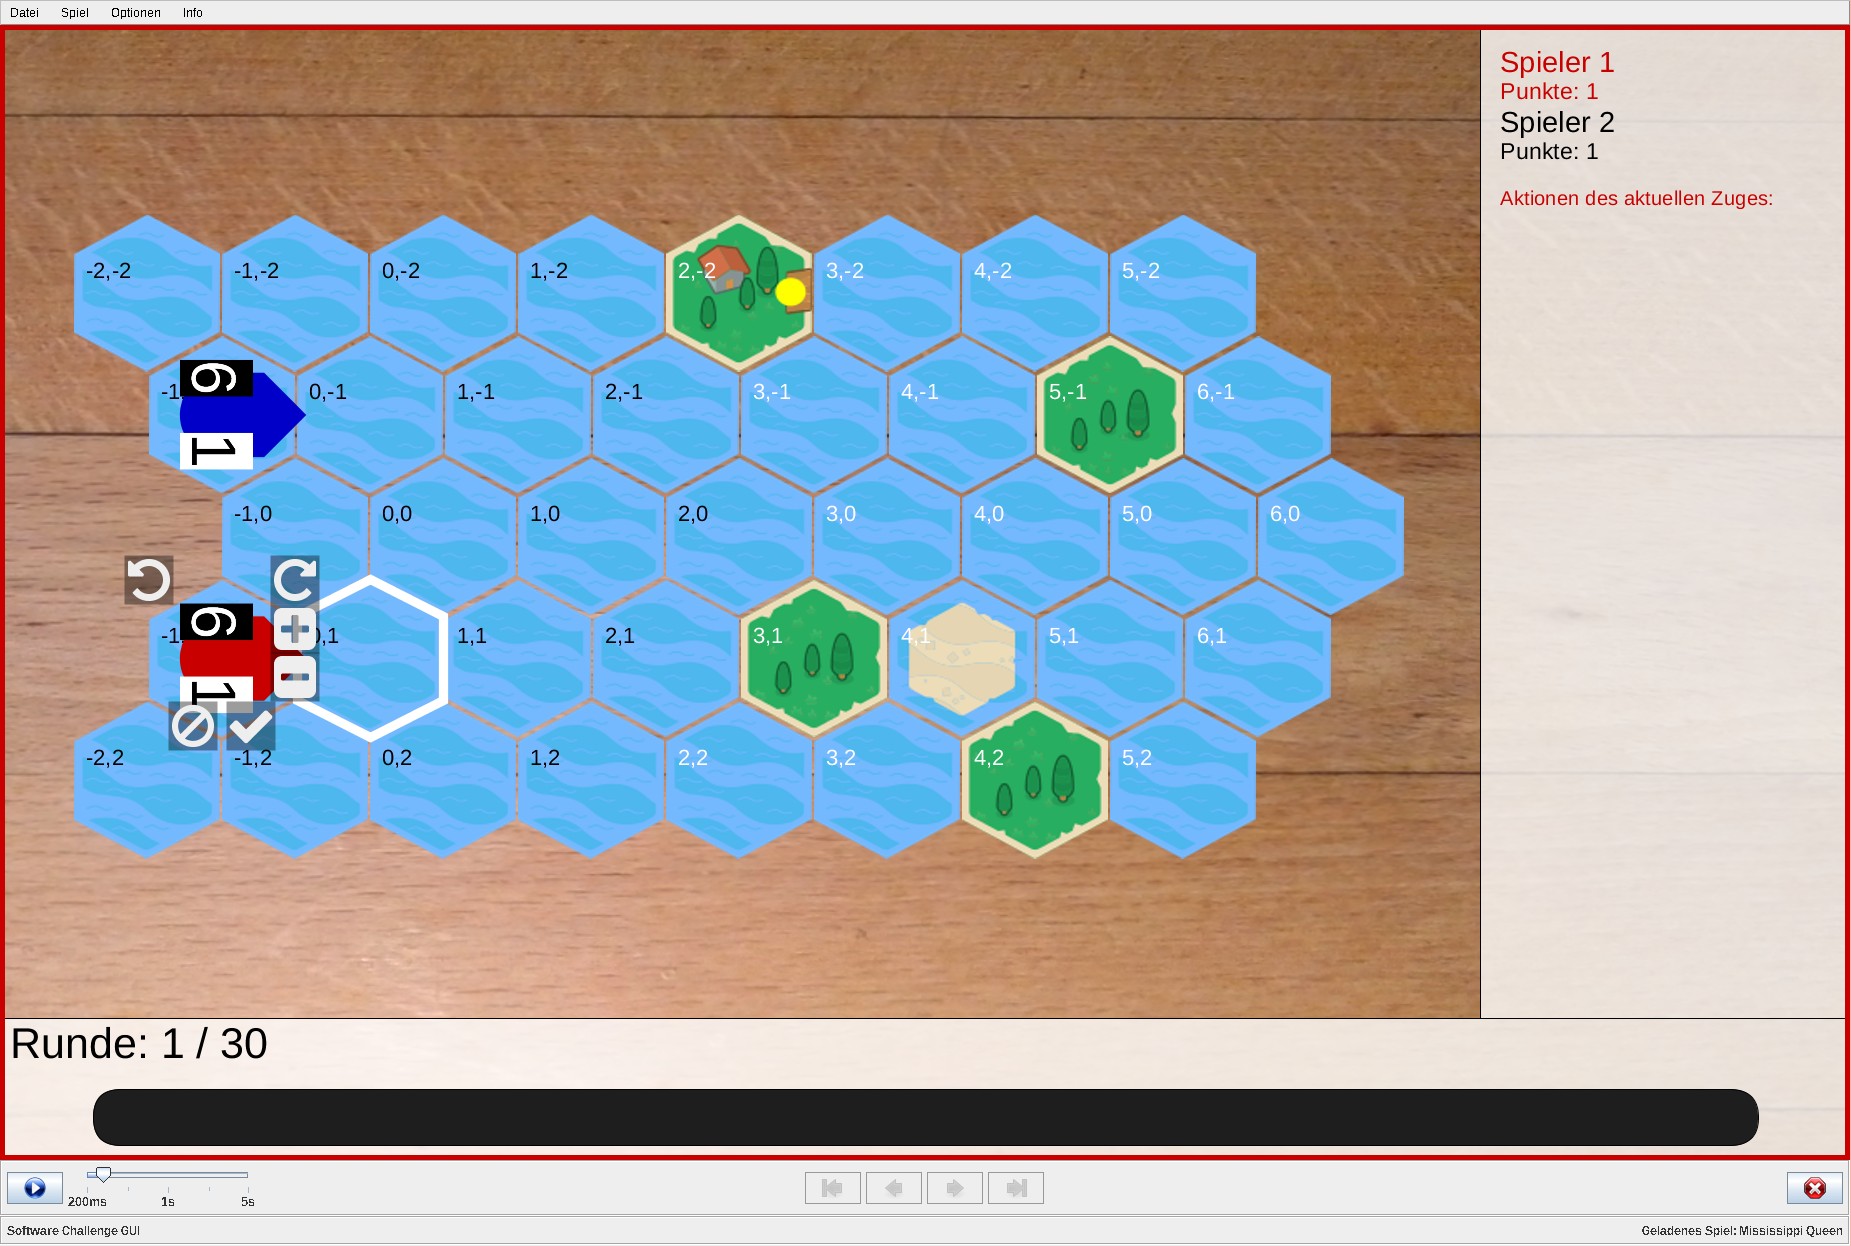 Datei Spiel Optionen Info
Spieler 1
Punkte: 1
Spieler 2
Punkte: 1
Aktionen des aktuellen Zuges:
-2,-2 -1,-2 0,-2 1,-2 2,-2 3,-2 4,-2 5,-2
6
-1 0,-1 1,-1 2,-1 3,-1 4,-1 5,-1 6,-1
1
-1,0 0,0 1,0 2,0 3,0 4,0 5,0 6,0
6
-1 0,1 1,1 2,1 3,1 4,1 5,1 6,1
1
-2,2 -1,2 0,2 1,2 2,2 3,2 4,2 5,2
Runde: 1 / 30
200ms 1s 5s
Software Challenge GUI Geladenes Spiel: Mississippi Queen